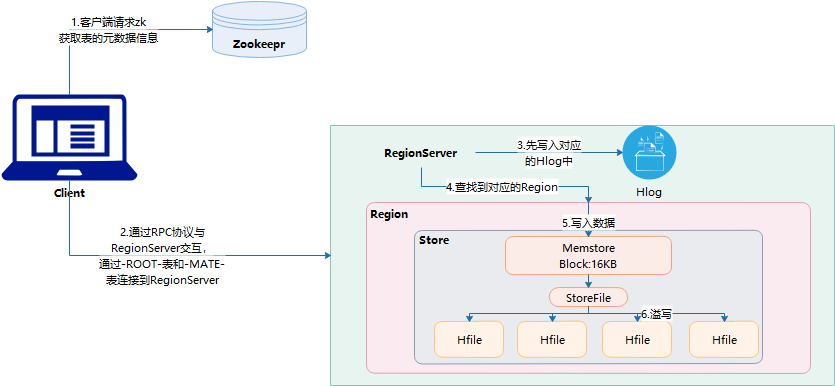 1.客户端请求zk
获取表的元数据信息
Zookeepr
Client
2.通过RPC协议与
RegionServer交互，
通过-ROOT-表和-MATE-
表连接到RegionServer
RegionServer
3.先写入对应
的Hlog中
Hlog
4.查找到对应的Region
Region
5.写入数据
Store
Memstore
Block:16KB
StoreFile
6.溢写
Hfile
Hfile
Hfile
Hfile